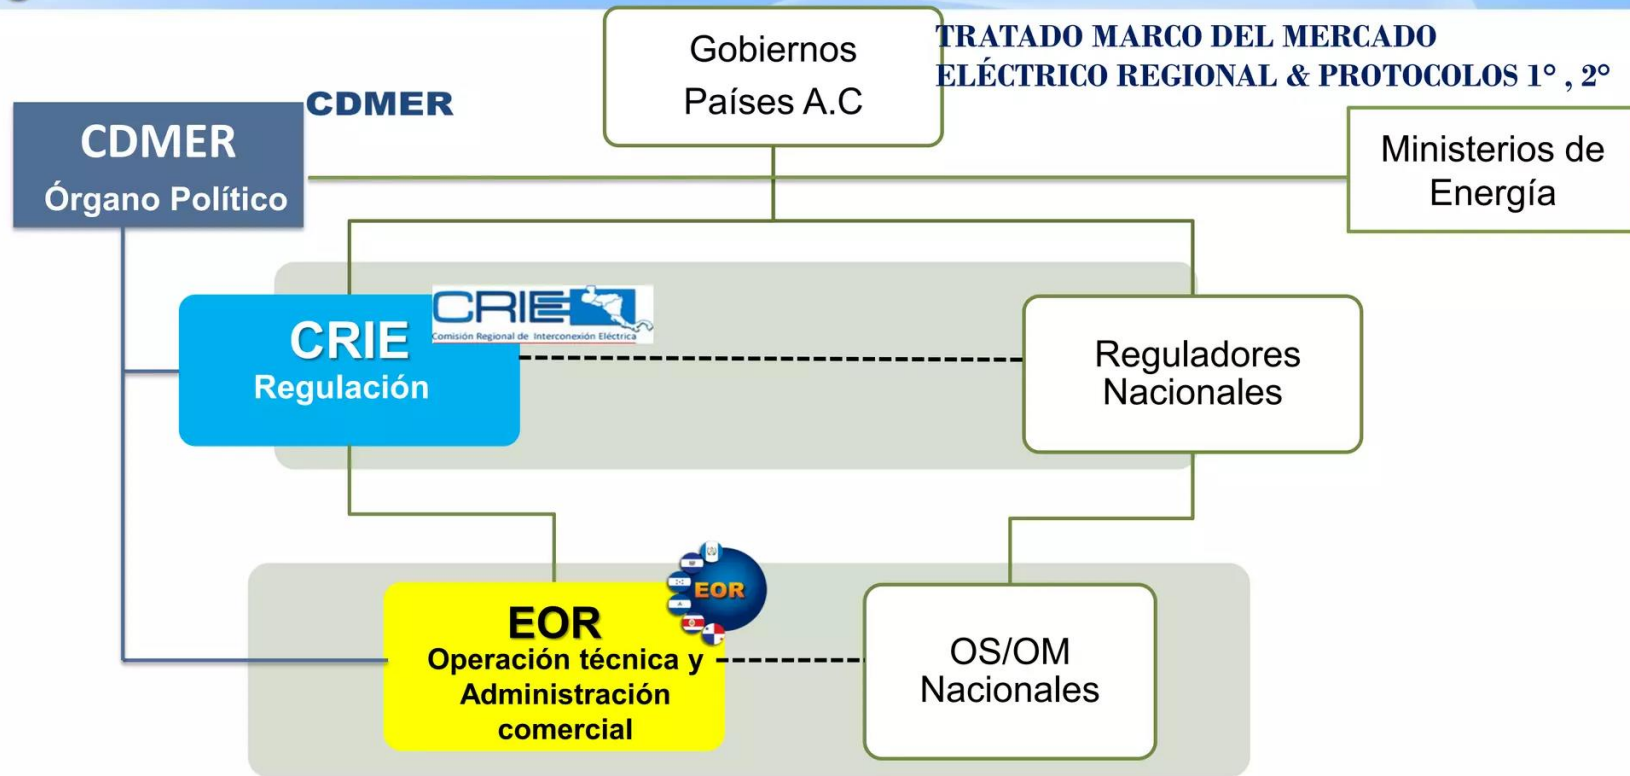 Gobiernos
Países A.C
TRATADO MARCO DEL MERCADO
ELÉCTRICO REGIONAL & PROTOCOLOS 1° , 2°
CDMER
CDMER
Órgano Político
Ministerios de
Energía
CRIE
Regulación
CRIE
Comisión Regional de Interconexión Eléctrica
Reguladores
Nacionales
EOR
Operación técnica y
Administración
comercial
EOR
OS/OM
Nacionales